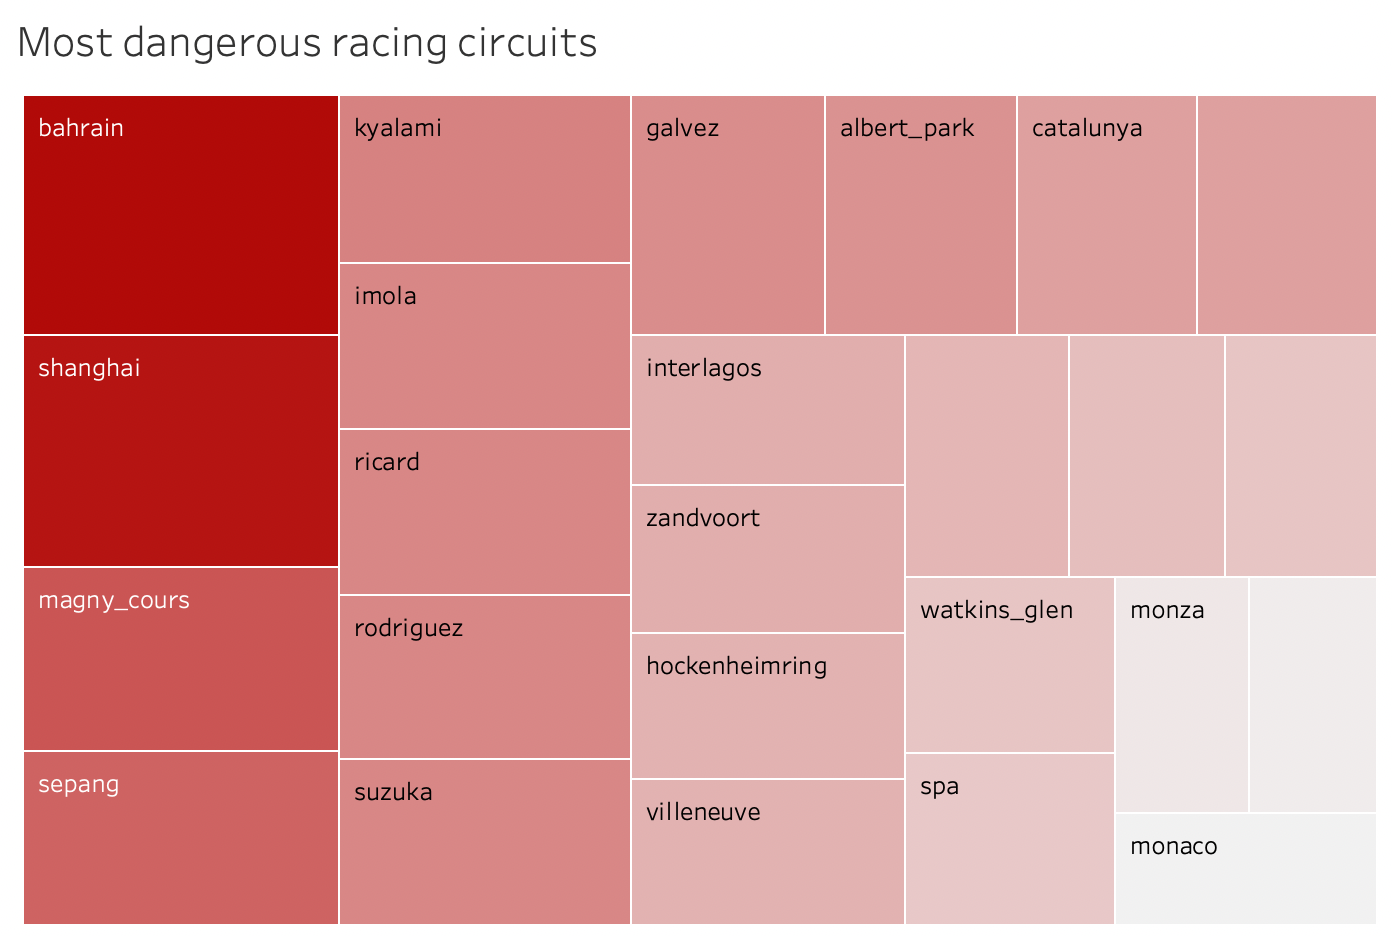 Most dangerous racing circuits
bahrain
shanghai
magny_cours
sepang
kyalami
imola
ricard
rodriguez
suzuka
galvez
albert_park
catalunya
interlagos
zandvoort
hockenheimring
villeneuve
watkins_glen
spa
monza
monaco